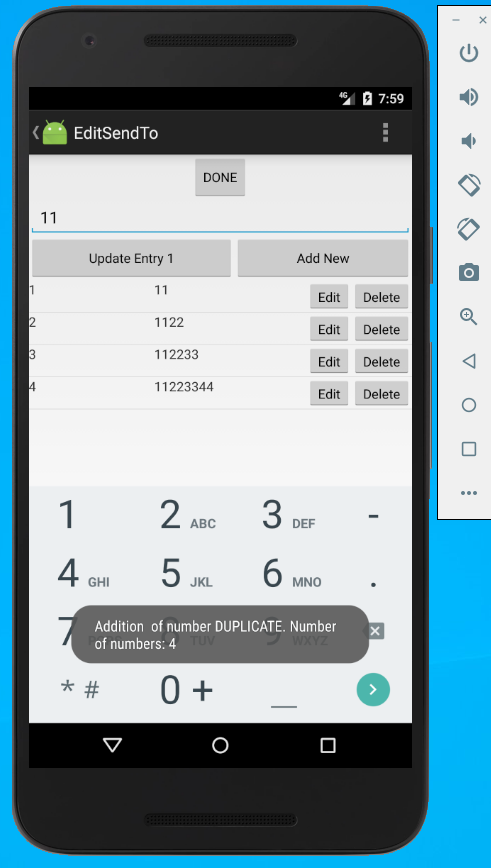 4G 7:59
EditSendTo
DONE
11
Update Entry 1 Add New
1 11 Edit Delete
2 1122 Edit Delete
3 112233 Edit Delete
4 11223344 Edit Delete
1 2 ABC 3 DEF -
4 GHI 5 JKL 6 MNO .
7 8 TUV 9 WXYZ
Addition of number DUPLICATE. Number
of numbers: 4
* # 0 + _